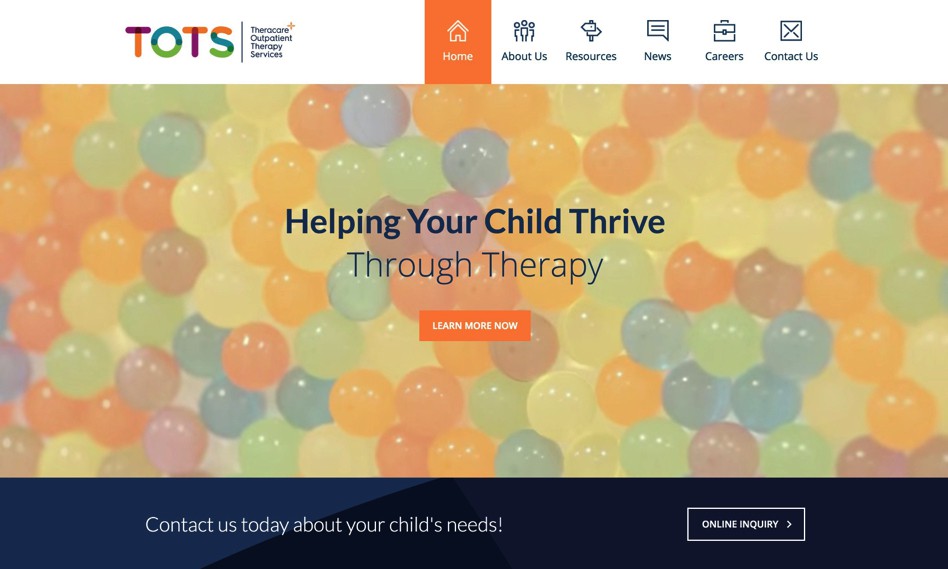 TOTS
Theracare
Outpatient
Therapy
Services
Home
About Us
Resources
News
Careers
Contact Us
Helping Your Child Thrive
Through Therapy
LEARN MORE NOW
Contact us today about your child's needs!
ONLINE INQUIRY